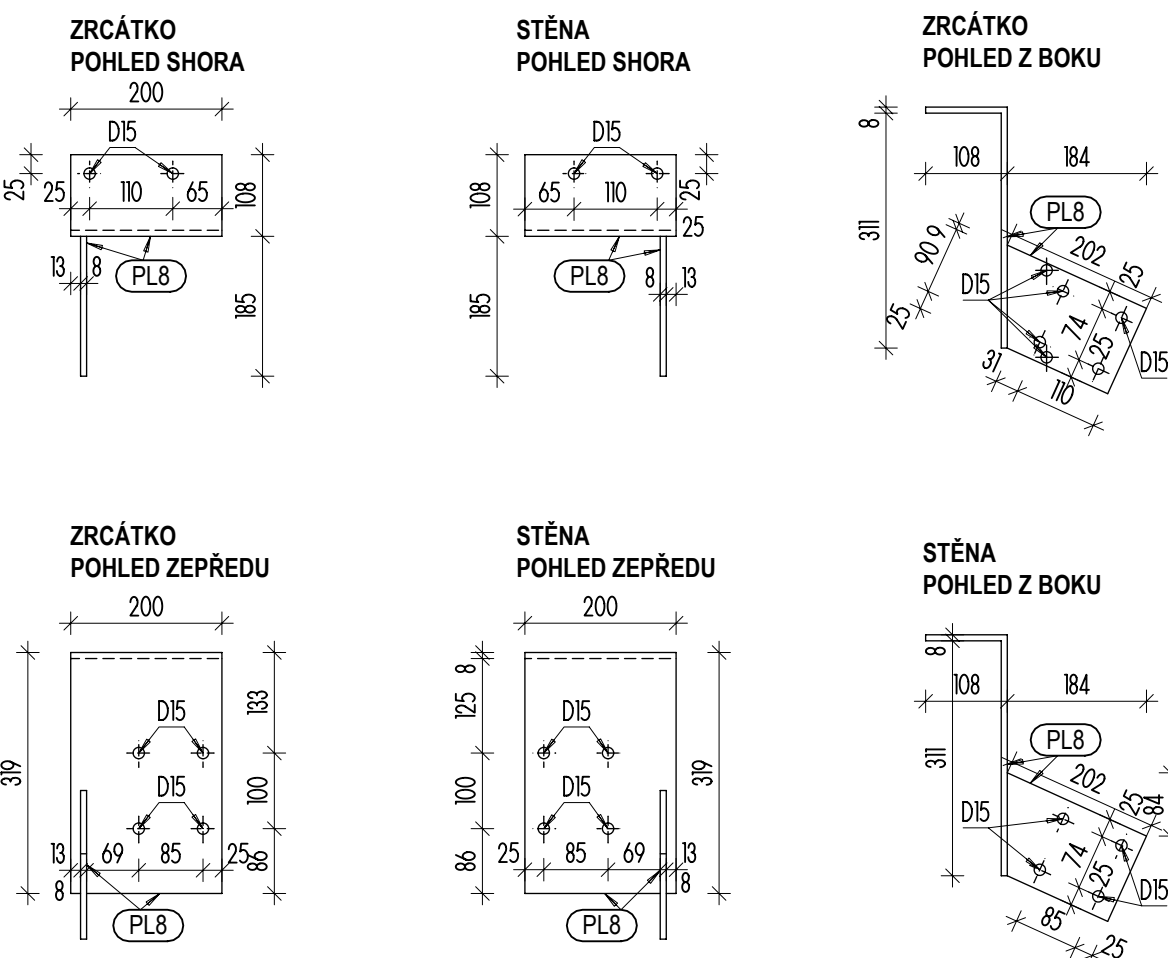 ZRCÁTKO
POHLED SHORA
200
D15
25
25
110
65
108
13
8
PL8
185
STĚNA
POHLED SHORA
D15
108
65
110
25
25
PL8
8
13
185
ZRCÁTKO
POHLED Z BOKU
8
108
184
311
PL8
202
25
90
9
25
D15
74
25
D15
31
110
ZRCÁTKO
POHLED ZEPŘEDU
200
319
133
D15
100
D15
13
69
85
25
86
8
PL8
STĚNA
POHLED ZEPŘEDU
200
8
125
D15
319
100
D15
86
25
85
69
13
8
PL8
STĚNA
POHLED Z BOKU
8
108
184
311
PL8
202
25
84
D15
74
25
D15
85
25